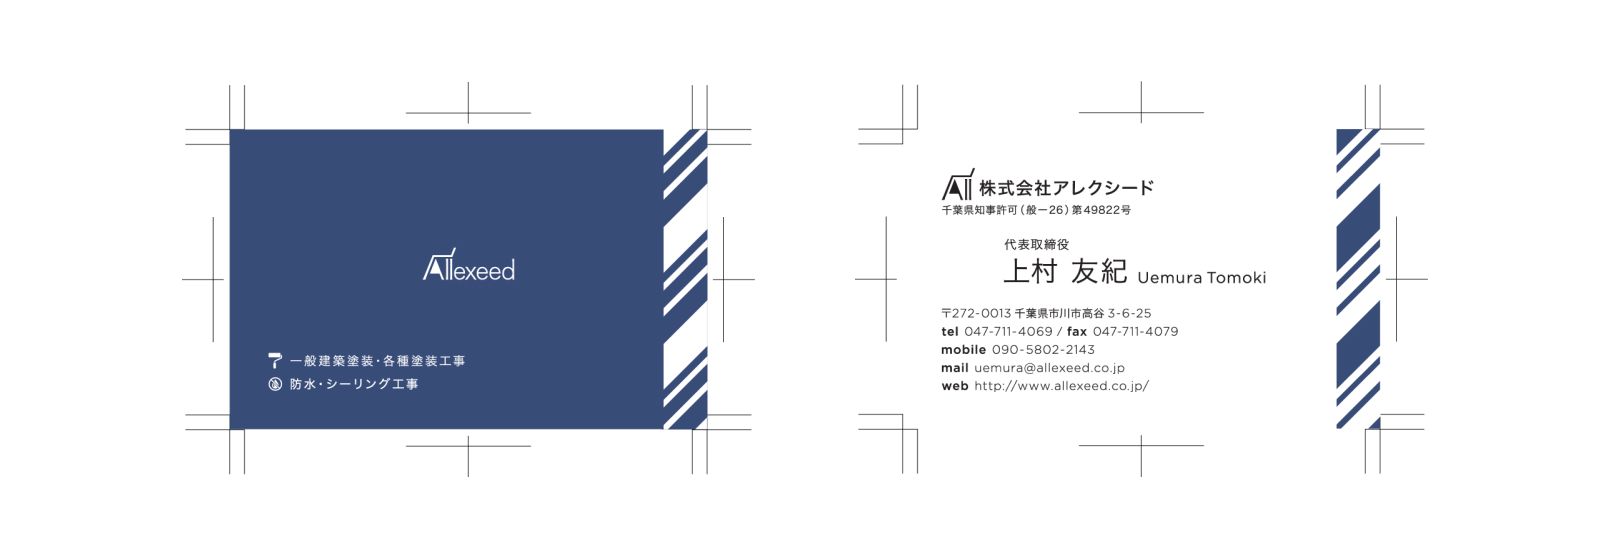 Allexeed
一般建築塗装・各種塗装工事
防水・シーリング工事
All 株式会社アレクシード
千葉県知事許可(般ー26)第49822号
代表取締役
上村 友紀 Uemura Tomoki
〒272-0013 千葉県市川市高谷 3-6-25
tel 047-711-4069 / fax 047-711-4079
mobile 090-5802-2143
mail uemura@allexeed.co.jp
web http://www.allexeed.co.jp/